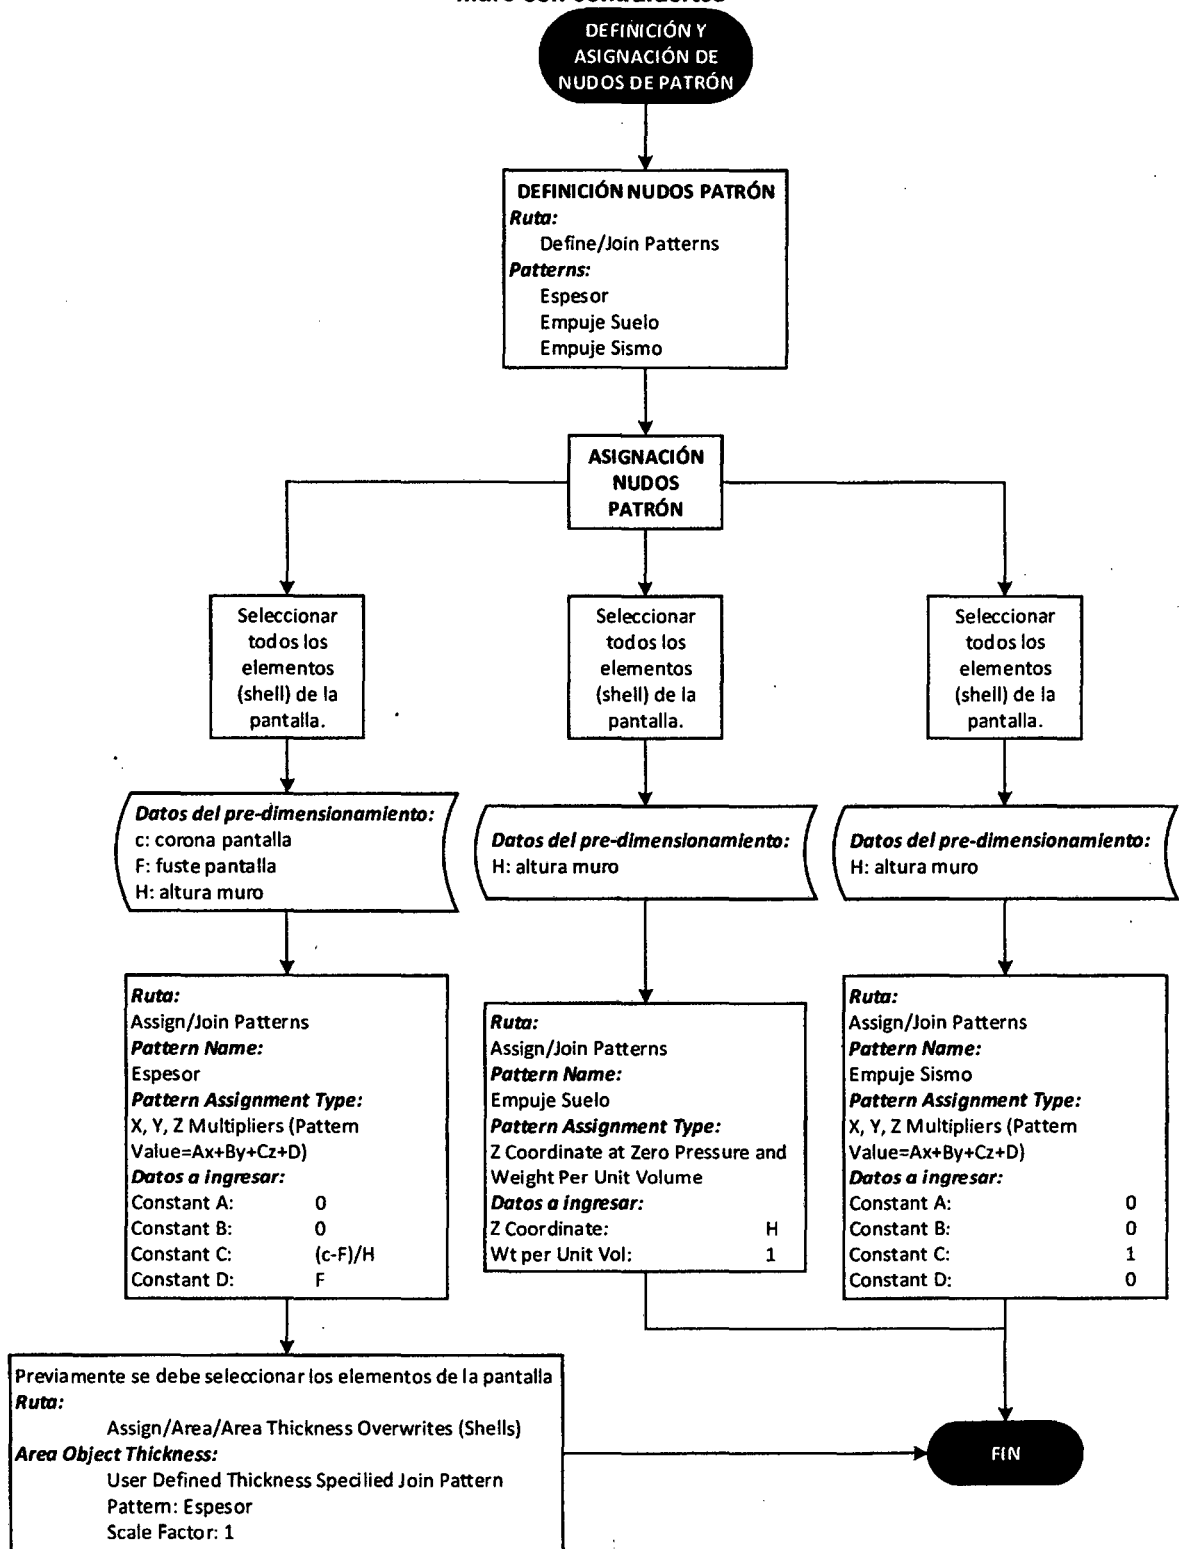 muro con contrafuertes
DEFINICIÓN Y
ASIGNACIÓN DE
NUDOS DE PATRÓN
DEFINICIÓN NUDOS PATRÓN
Ruta:
Define/Join Patterns
Patterns:
Espesor
Empuje Suelo
Empuje Sismo
ASIGNACIÓN
NUDOS
PATRÓN
Seleccionar
todos los
elementos
(shell) de la
pantalla.
Seleccionar
todos los
elementos
(shell) de la
pantalla.
Seleccionar
todos los
elementos
(shell) de la
pantalla.
Datos del pre-dimensionamiento:
c: corona pantalla
F: fuste pantalla
H: altura muro
Datos del pre-dimensionamiento:
H: altura muro
Datos del pre-dimensionamiento:
H: altura muro
Ruta:
Assign/Join Patterns
Pattern Name:
Espesor
Pattern Assignment Type:
X, Y, Z Multipliers (Pattern
Value=Ax+By+Cz+D)
Datos a ingresar:
Constant A: 0
Constant B: 0
Constant C: (c-F)/H
Constant D: F
Ruta:
Assign/Join Patterns
Pattern Name:
Empuje Suelo
Pattern Assignment Type:
Z Coordinate at Zero Pressure and
Weight Per Unit Volume
Datos a ingresar:
Z Coordinate: H
Wt per Unit Vol: 1
Ruta:
Assign/Join Patterns
Pattern Name:
Empuje Sismo
Pattern Assignment Type:
X, Y, Z Multipliers (Pattern
Value=Ax+By+Cz+D)
Datos a ingresar:
Constant A: 0
Constant B: 0
Constant C: 1
Constant D: 0
Previamente se debe seleccionar los elementos de la pantalla
Ruta:
Assign/Area/Area Thickness Overwrites (Shells)
Area Object Thickness:
User Defined Thickness Specilied Join Pattern
Pattern: Espesor
Scale Factor: 1
FIN